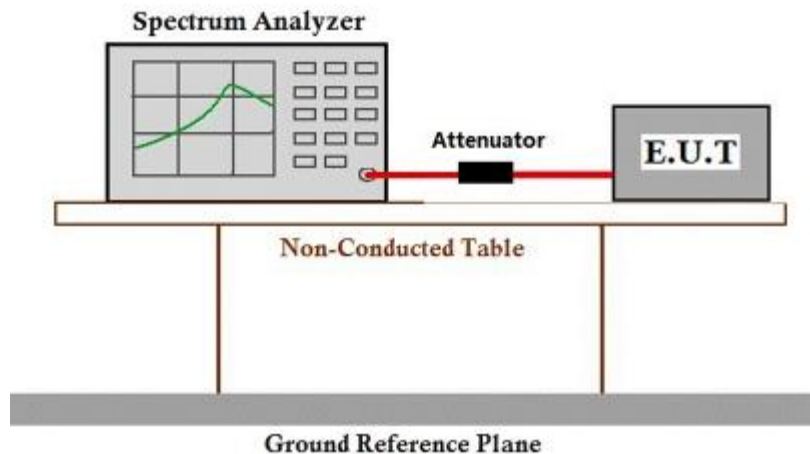 Spectrum Analyzer
Attenuator
E.U.T
Non-Conducted Table
Ground Reference Plane